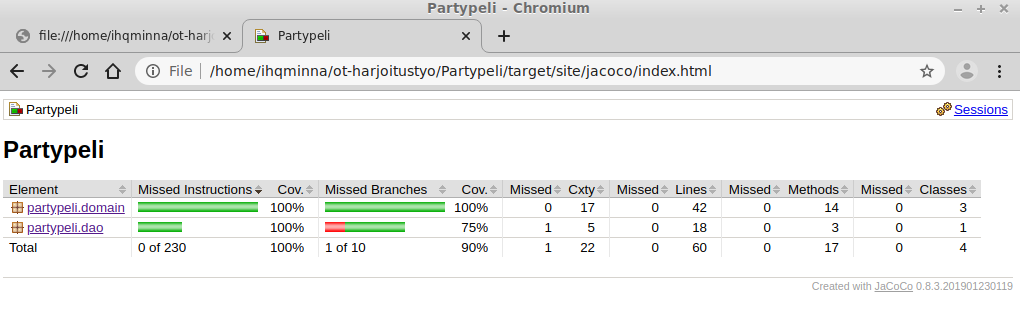 Partypeli - Chromium
file:///home/ihqminna/ot-harj
Partypeli
File /home/ihqminna/ot-harjoitustyo/Partypeli/target/site/jacoco/index.html
Partypeli Sessions
Partypeli
Element Missed Instructions Cov. Missed Branches Cov. Missed Cxty Missed Lines Missed Methods Missed Classes
partypeli.domain 100% 100% 0 17 0 42 0 14 0 3
partypeli.dao 100% 75% 1 5 0 18 0 3 0 1
Total 0 of 230 100% 1 of 10 90% 1 22 0 60 0 17 0 4
Created with JaCoCo 0.8.3.201901230119